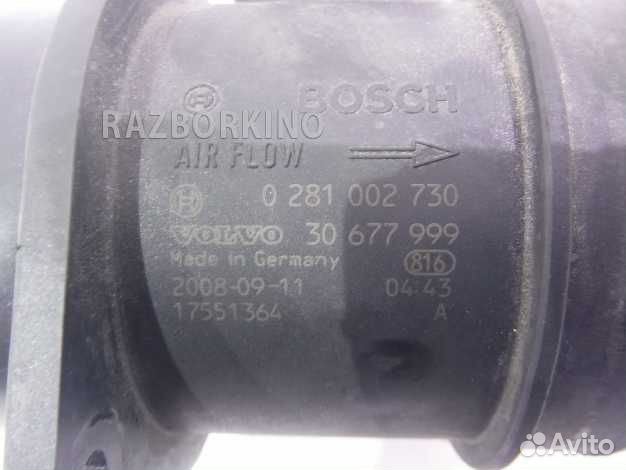 BOSCH
RAZBORKINO
AIR FLOW
0 281 002 730
VOLVO 30 677 999
Made in Germany 816
2008-09-11 04:43
17551364 A
Avito